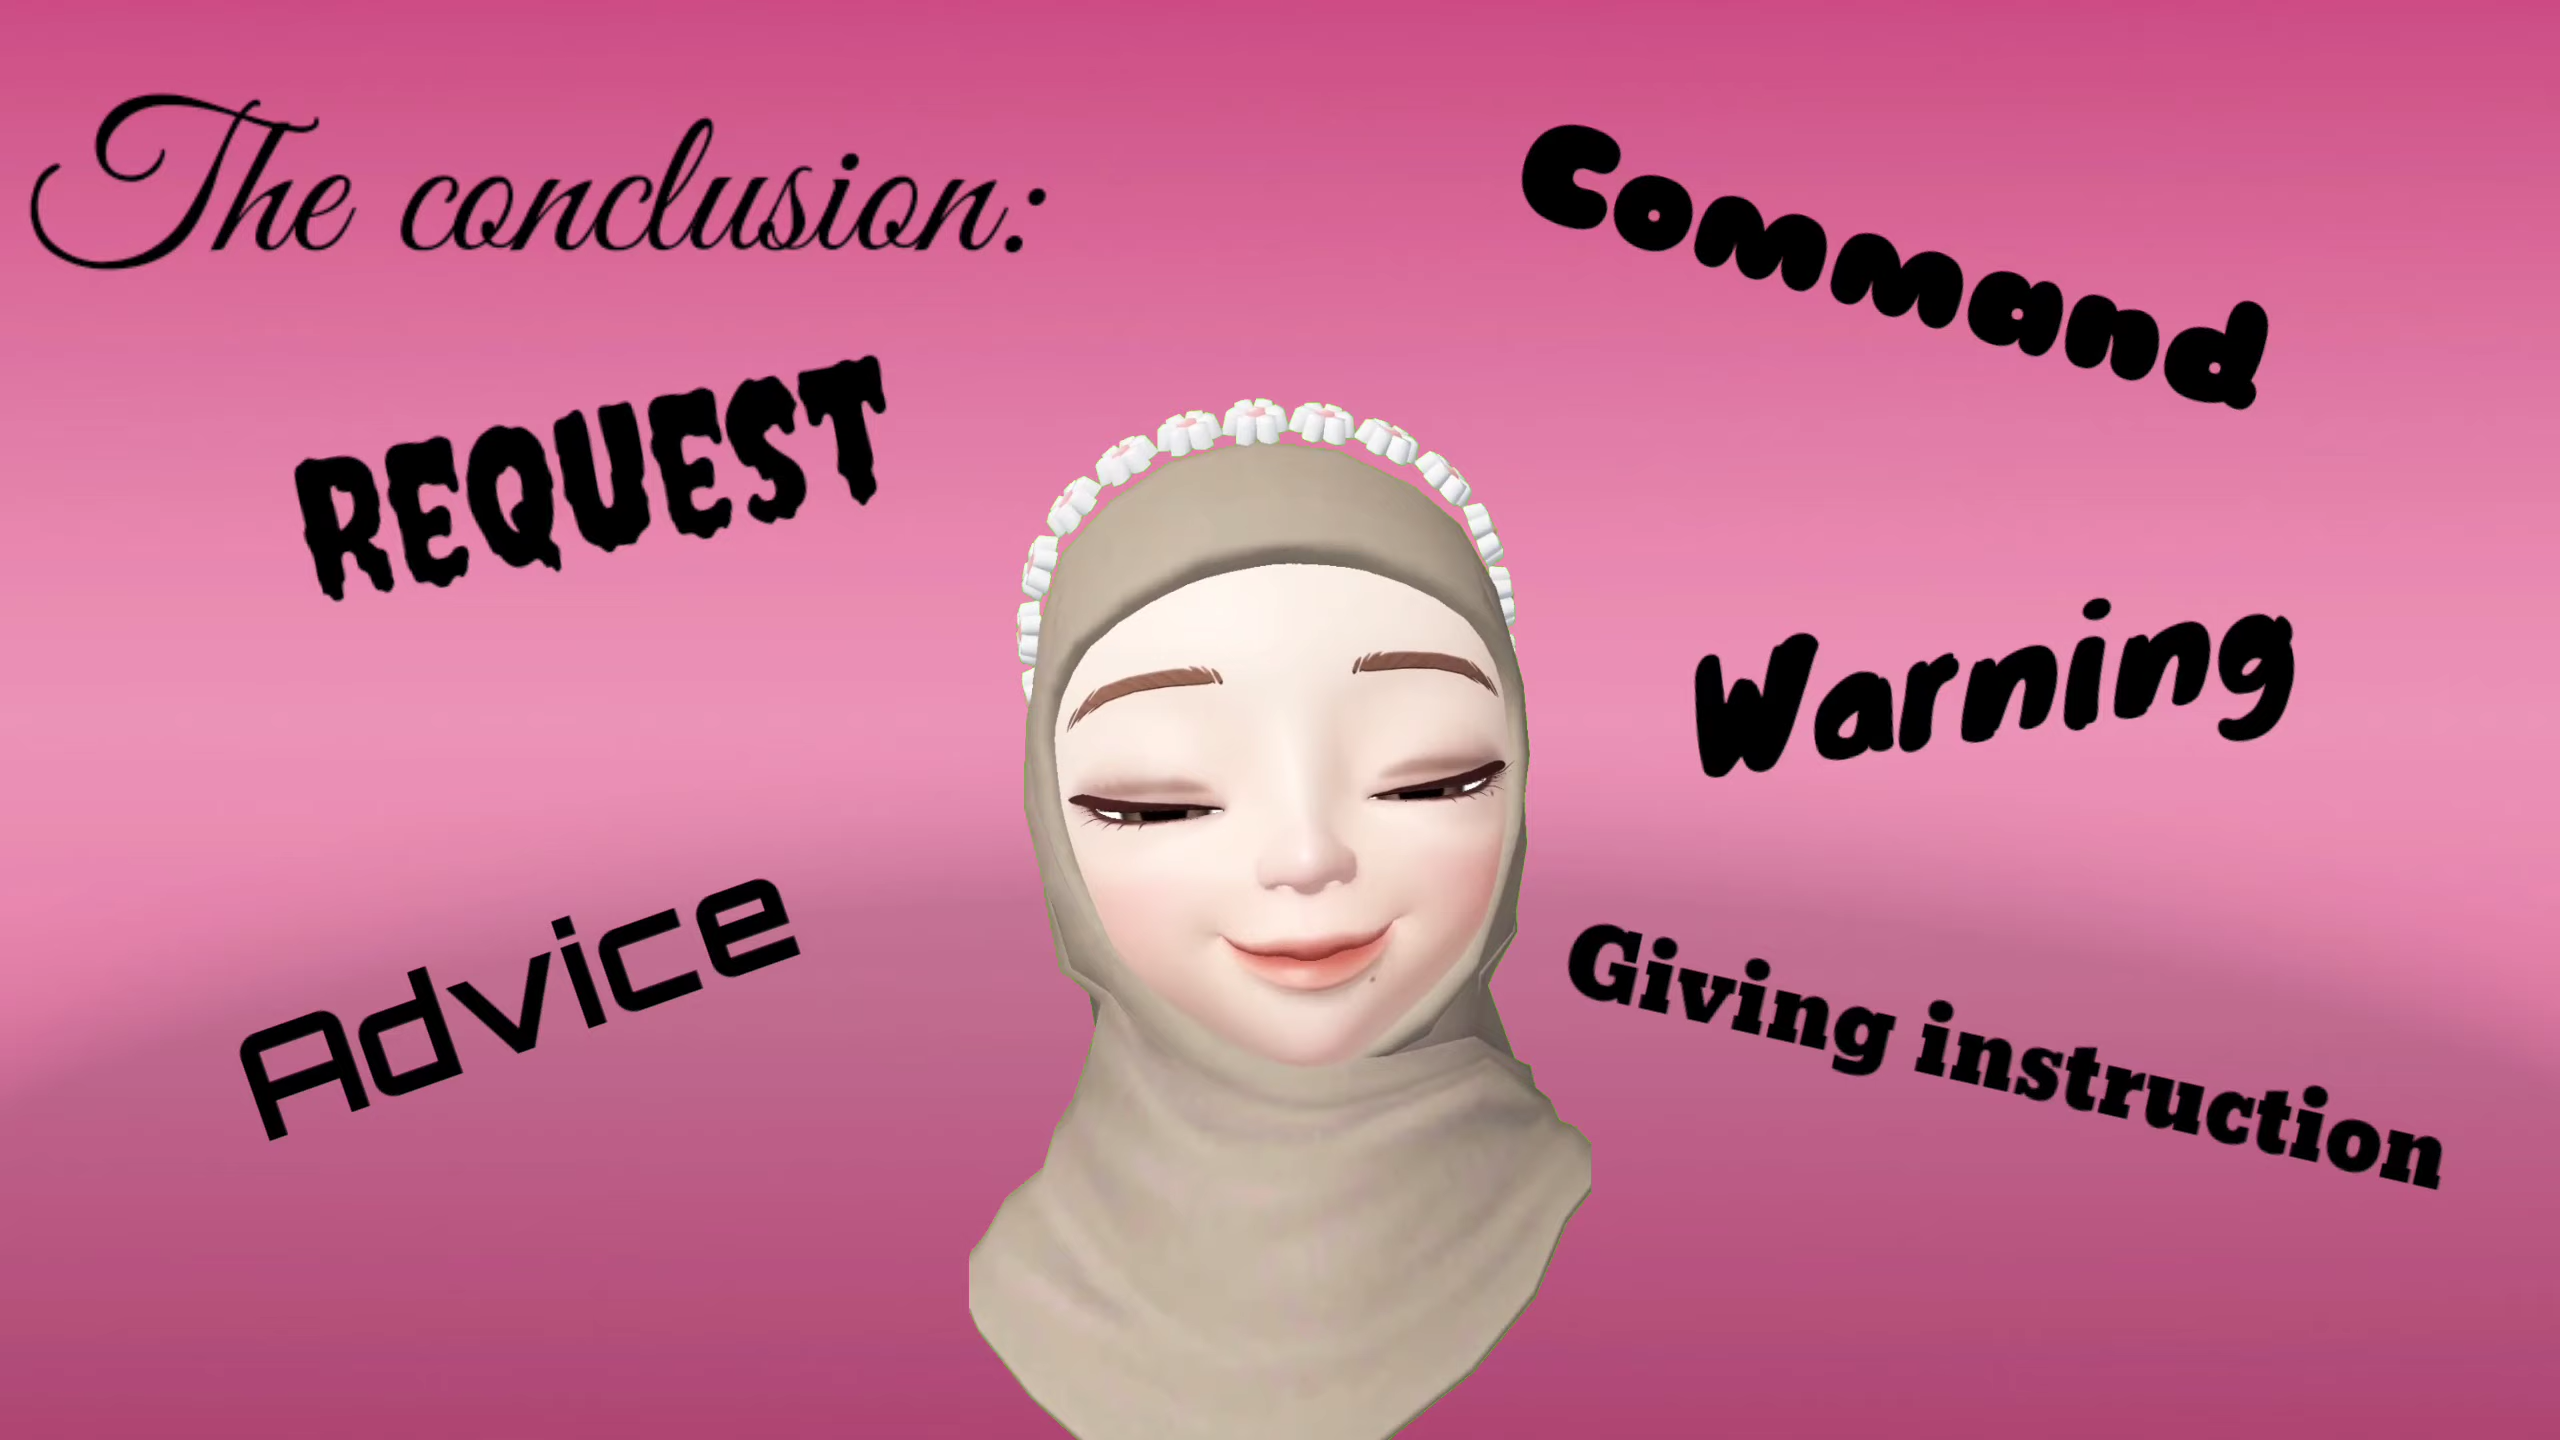 The conclusion:
Command
REQUEST
Warning
Advice
Giving instruction